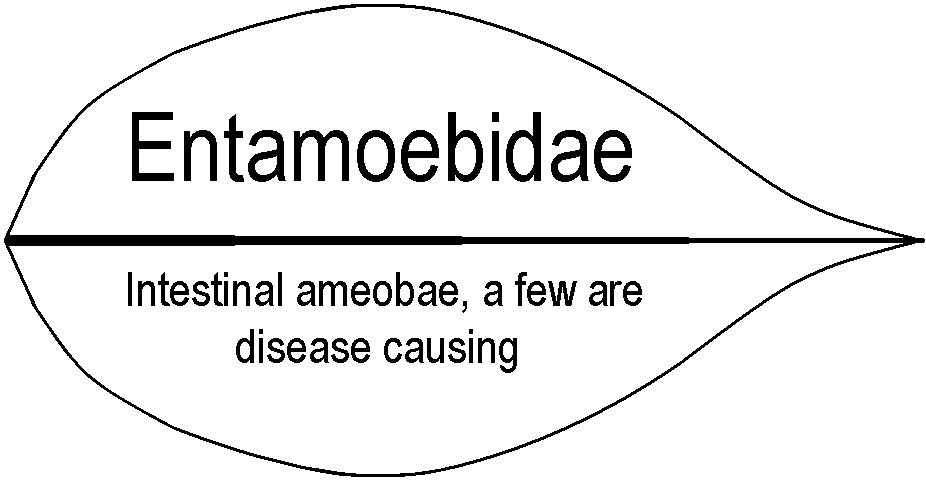 Entamoebidae
Intestinal ameobae, a few are
disease causing